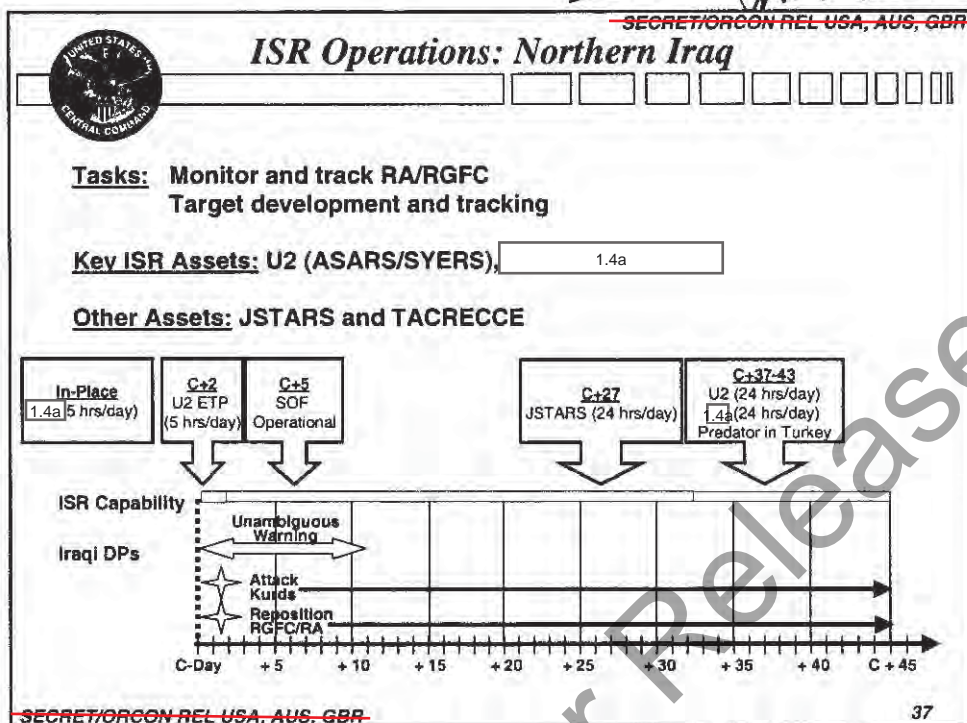 SECRET/ORCON REL USA, AUS, GBR
UNITED STATES
CENTRAL COMMAND
ISR Operations: Northern Iraq
Tasks: Monitor and track RA/RGFC
Target development and tracking
Key ISR Assets: U2 (ASARS/SYERS), 1.4a
Other Assets: JSTARS and TACRECCE
In-Place
1.4a (5 hrs/day)
C+2
U2 ETP
(5 hrs/day)
C+5
SOF
Operational
C+27
JSTARS (24 hrs/day)
C+37-43
U2 (24 hrs/day)
1.4a (24 hrs/day)
Predator in Turkey
ISR Capability
Unambiguous
Warning
Iraqi DPs
Attack
Kurds
Reposition
RGFC/RA
C-Day +5 +10 +15 +20 +25 +30 +35 +40 C+45
SECRET/ORCON REL USA, AUS, GBR
37
r Release